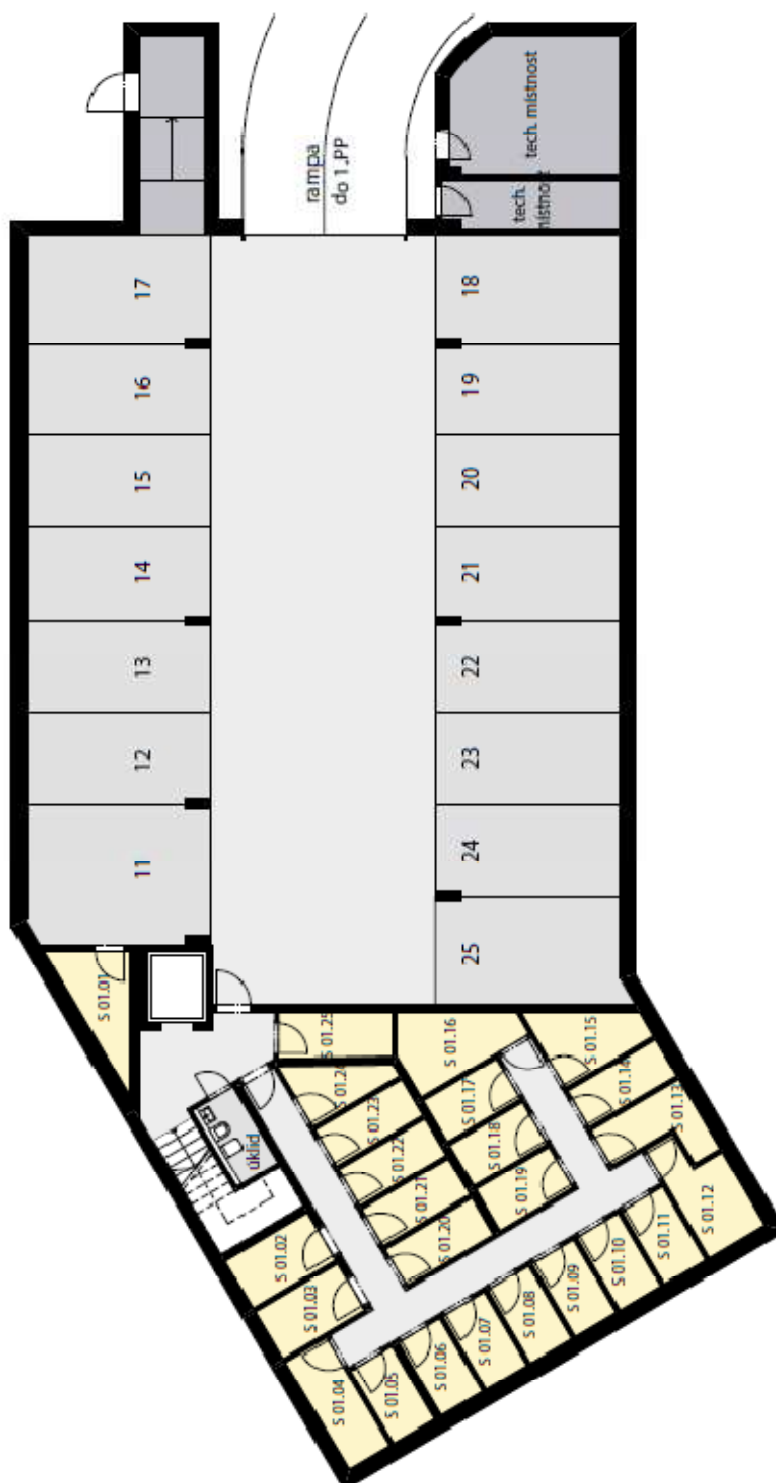 rampa
do 1.PP
tech. místnost
tech.
místnost
17
18
16
19
15
20
14
21
13
22
12
23
11
24
25
S 01.01
S 01.25
S 01.16
S 01.15
S 01.24
S 01.17
S 01.14
S 01.23
S 01.18
S 01.13
S 01.22
S 01.19
S 01.12
S 01.21
S 01.20
úklid
S 01.02
S 01.03
S 01.04
S 01.05
S 01.06
S 01.07
S 01.08
S 01.09
S 01.10
S 01.11